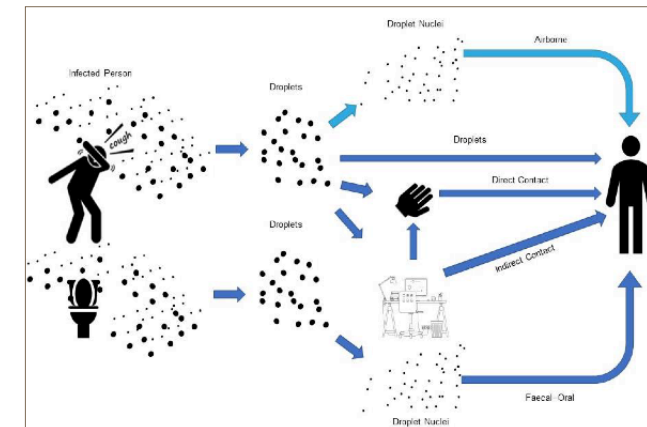 Droplet Nuclei
Airborne
Infected Person
Droplets
cough
Droplets
Direct Contact
Droplets
Indirect Contact
Faecal-Oral
Droplet Nuclei